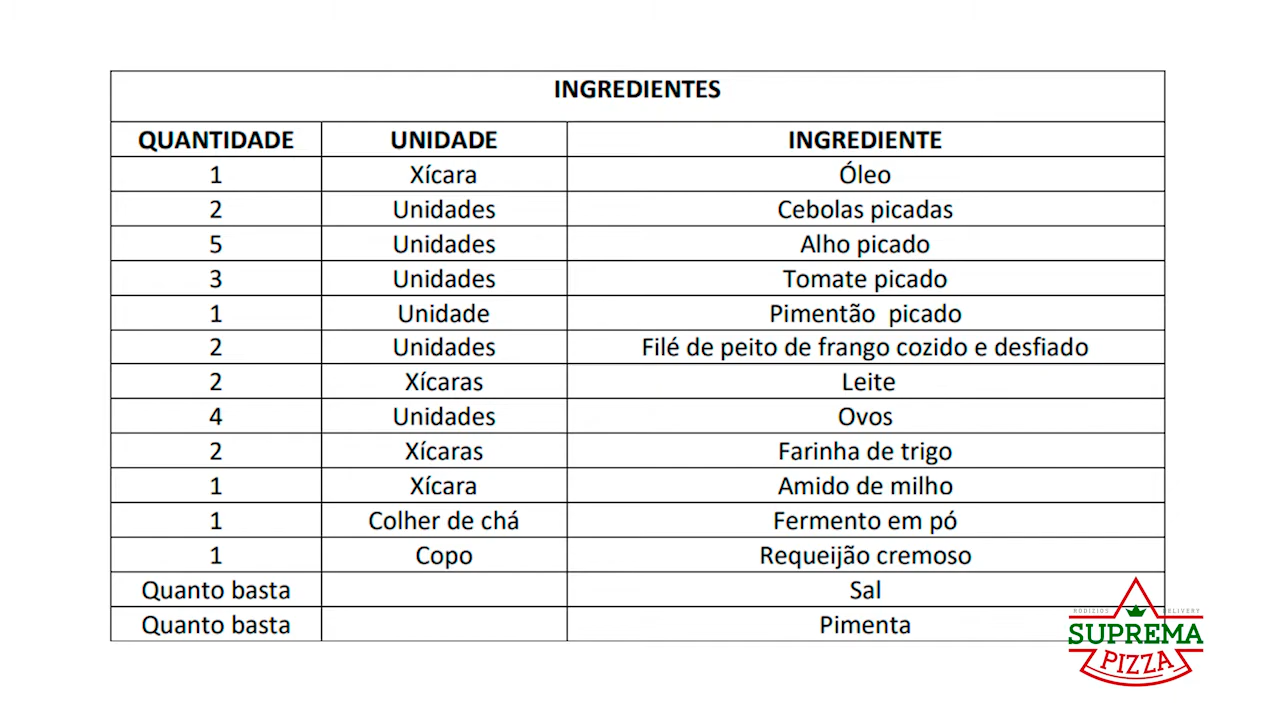 INGREDIENTES
QUANTIDADE UNIDADE INGREDIENTE
1 Xícara Óleo
2 Unidades Cebolas picadas
5 Unidades Alho picado
3 Unidades Tomate picado
1 Unidade Pimentão picado
2 Unidades Filé de peito de frango cozido e desfiado
2 Xícaras Leite
4 Unidades Ovos
2 Xícaras Farinha de trigo
1 Xícara Amido de milho
1 Colher de chá Fermento em pó
1 Copo Requeijão cremoso
Quanto basta Sal
Quanto basta Pimenta
RODÍZIOS DELIVERY
SUPREMA
PIZZA